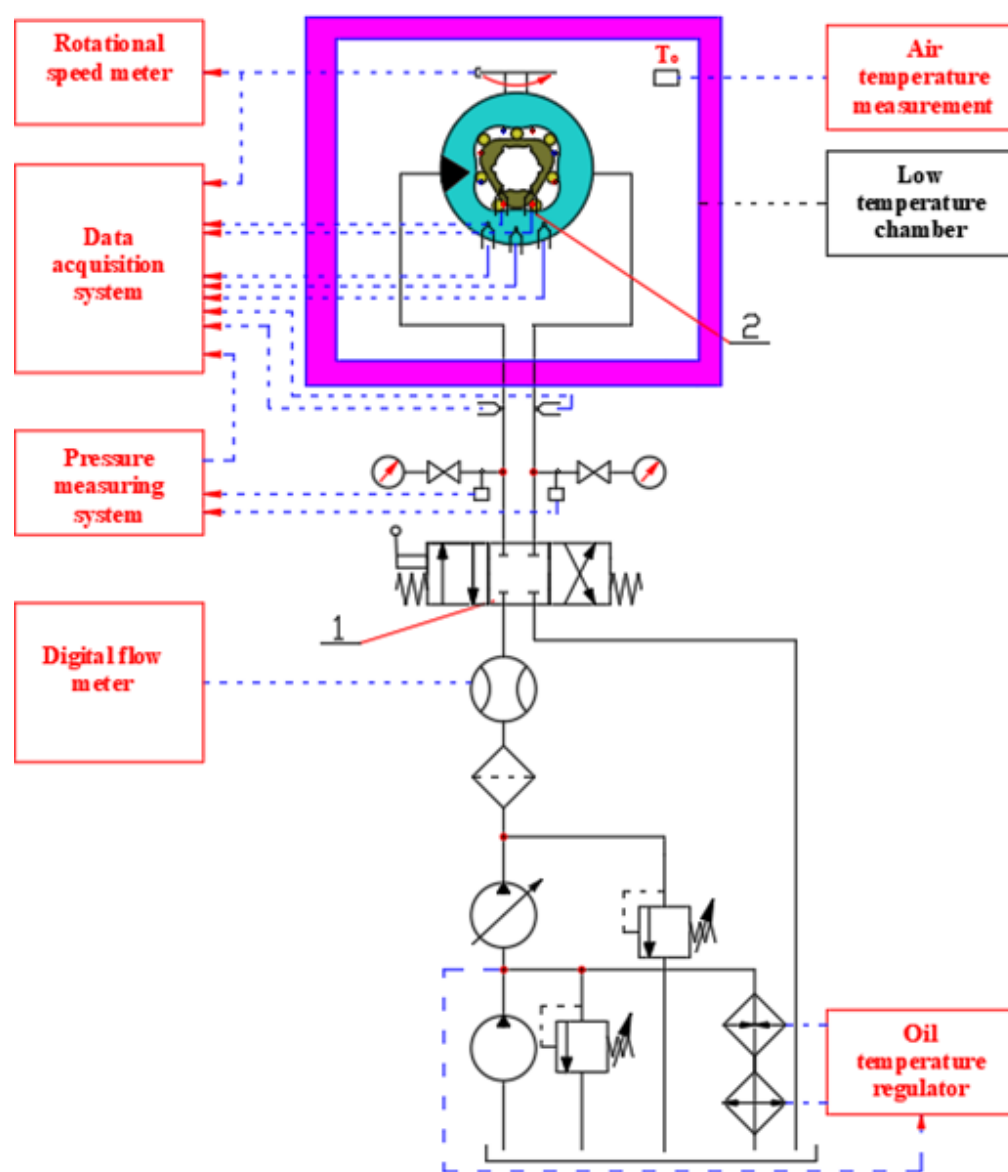 Rotational
speed meter
T₀
Air
temperature
measurement
Low
temperature
chamber
Data
acquisition
system
2
Pressure
measuring
system
1
Digital flow
meter
Oil
temperature
regulator